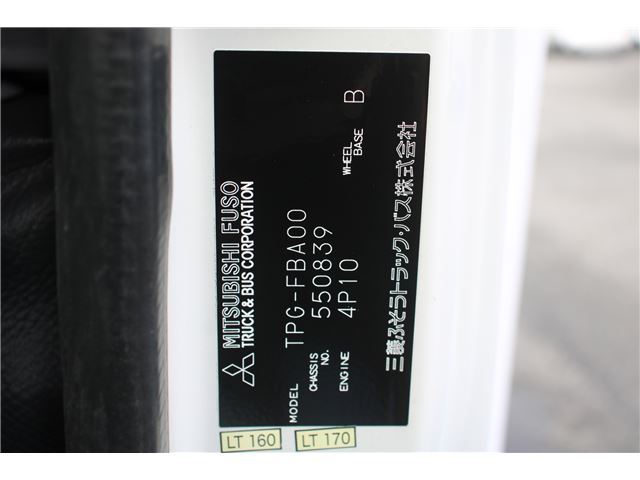 MITSUBISHI FUSO
TRUCK & BUS CORPORATION
MODEL TPG-FBA00
CHASSIS NO. 550839
ENGINE 4P10
WHEEL BASE B
三菱ふそうトラック・バス株式会社
LT 160
LT 170